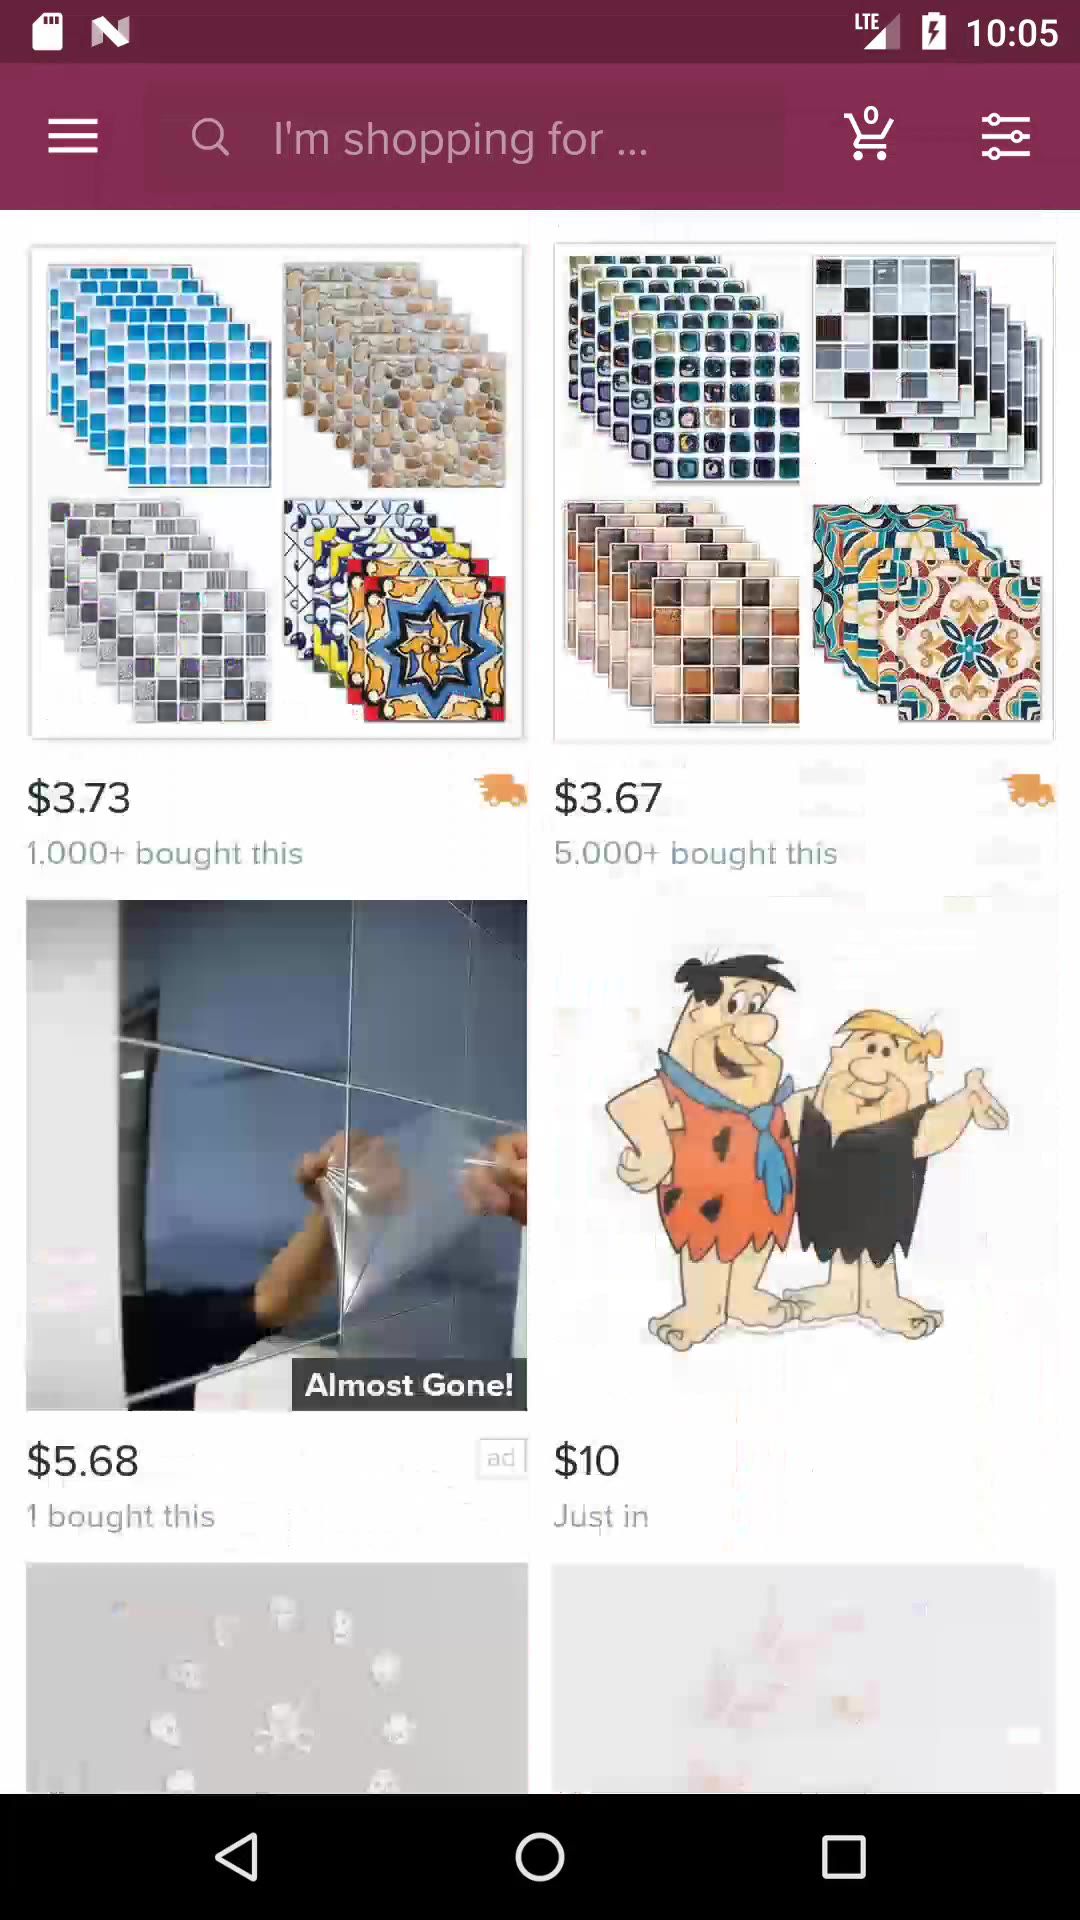 LTE 10:05
I'm shopping for ...
0
$3.73
$3.67
1,000+ bought this
5,000+ bought this
Almost Gone!
$5.68
ad
$10
1 bought this
Just in